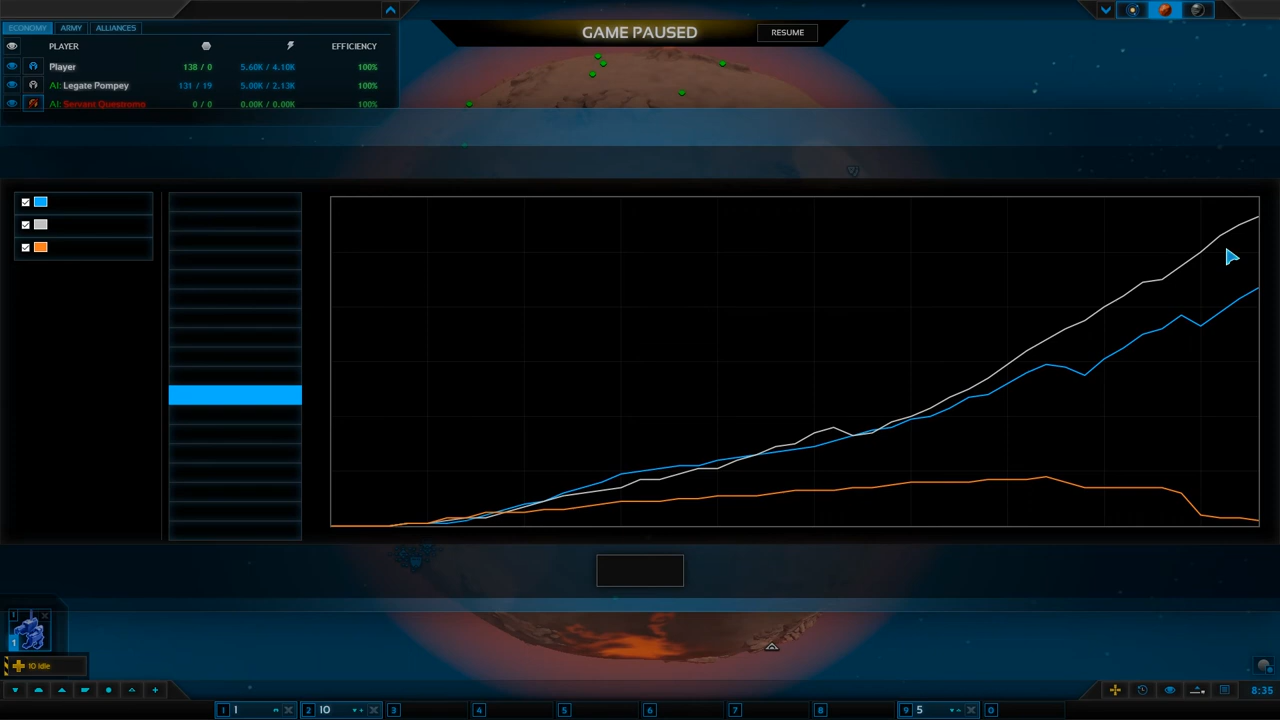 GAME PAUSED
RESUME
ECONOMY ARMY ALLIANCES
PLAYER EFFICIENCY
Player 138 / 0 5.60K / 4.10K 100%
AI: Legate Pompey 131 / 19 5.00K / 2.13K 100%
AI: Servant Questromo 0 / 0 0.00K / 0.00K 100%
1
1
10 Idle
8:35
1 1
2 10
3
4
5
6
7
8
9 5
0